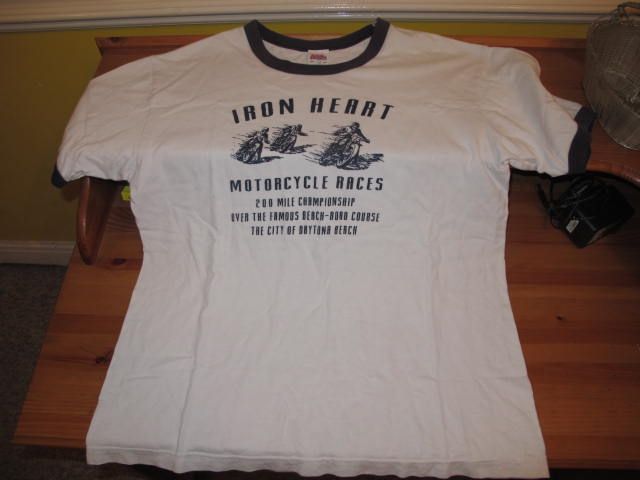 IRON HEART
MOTORCYCLE RACES
200 MILE CHAMPIONSHIP
OVER THE FAMOUS BEACH-ROAD COURSE
THE CITY OF DAYTONA BEACH